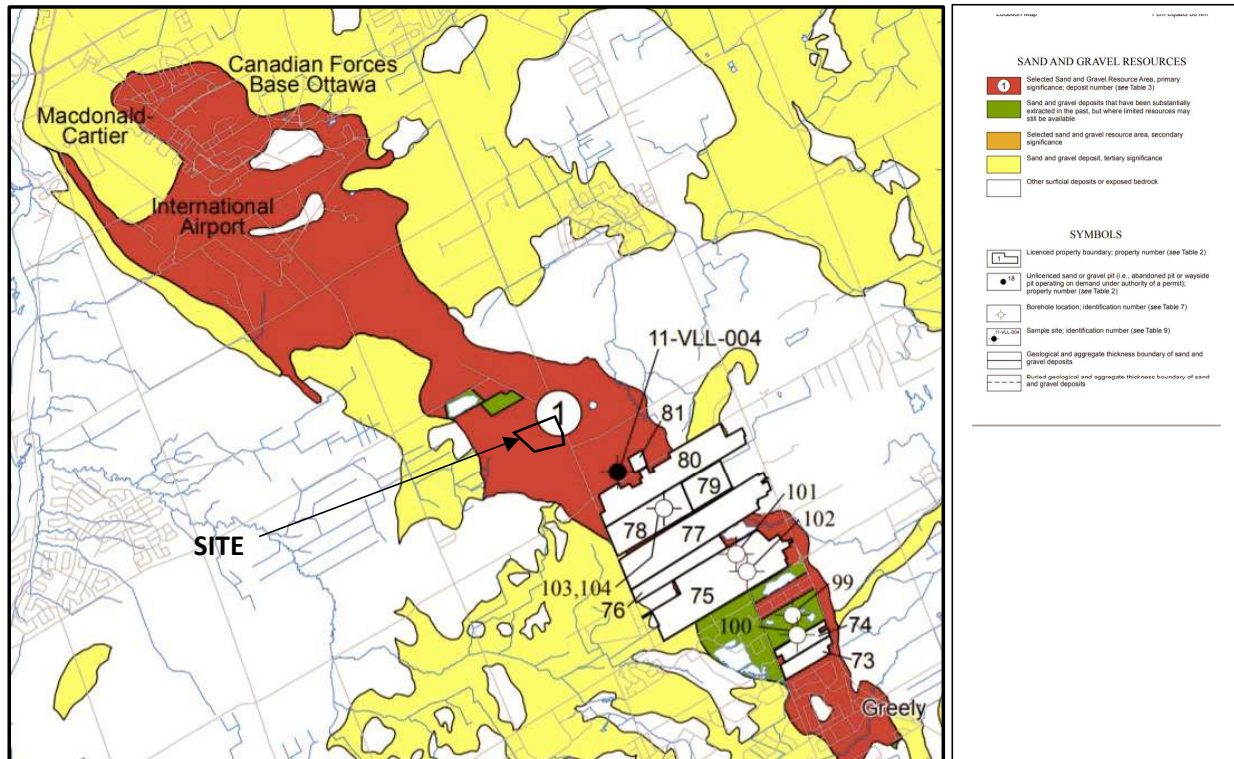 Canadian Forces
Base Ottawa
Macdonald-
Cartier
International
Airport
11-VLL-004
1
81
80
79
101
102
78
77
SITE
103,104
76
75
99
100
74
73
Greely
Location Map
SAND AND GRAVEL RESOURCES
1
Selected Sand and Gravel Resource Area, primary
significance; deposit number (see Table 3)
Sand and gravel deposits that have been substantially
extracted in the past, but where limited resources may
still be available
Selected sand and gravel resource area, secondary
significance
Sand and gravel deposit, tertiary significance
Other surficial deposits or exposed bedrock
SYMBOLS
1
Licenced property boundary; property number (see Table 2)
18
Unlicenced sand or gravel pit (i.e., abandoned pit or wayside
pit operating on demand under authority of a permit);
property number (see Table 2)
Borehole location; identification number (see Table 7)
11-VLL-004
Sample site; identification number (see Table 9)
Geological and aggregate thickness boundary of sand and
gravel deposits
Buried geological and aggregate thickness boundary of sand
and gravel deposits